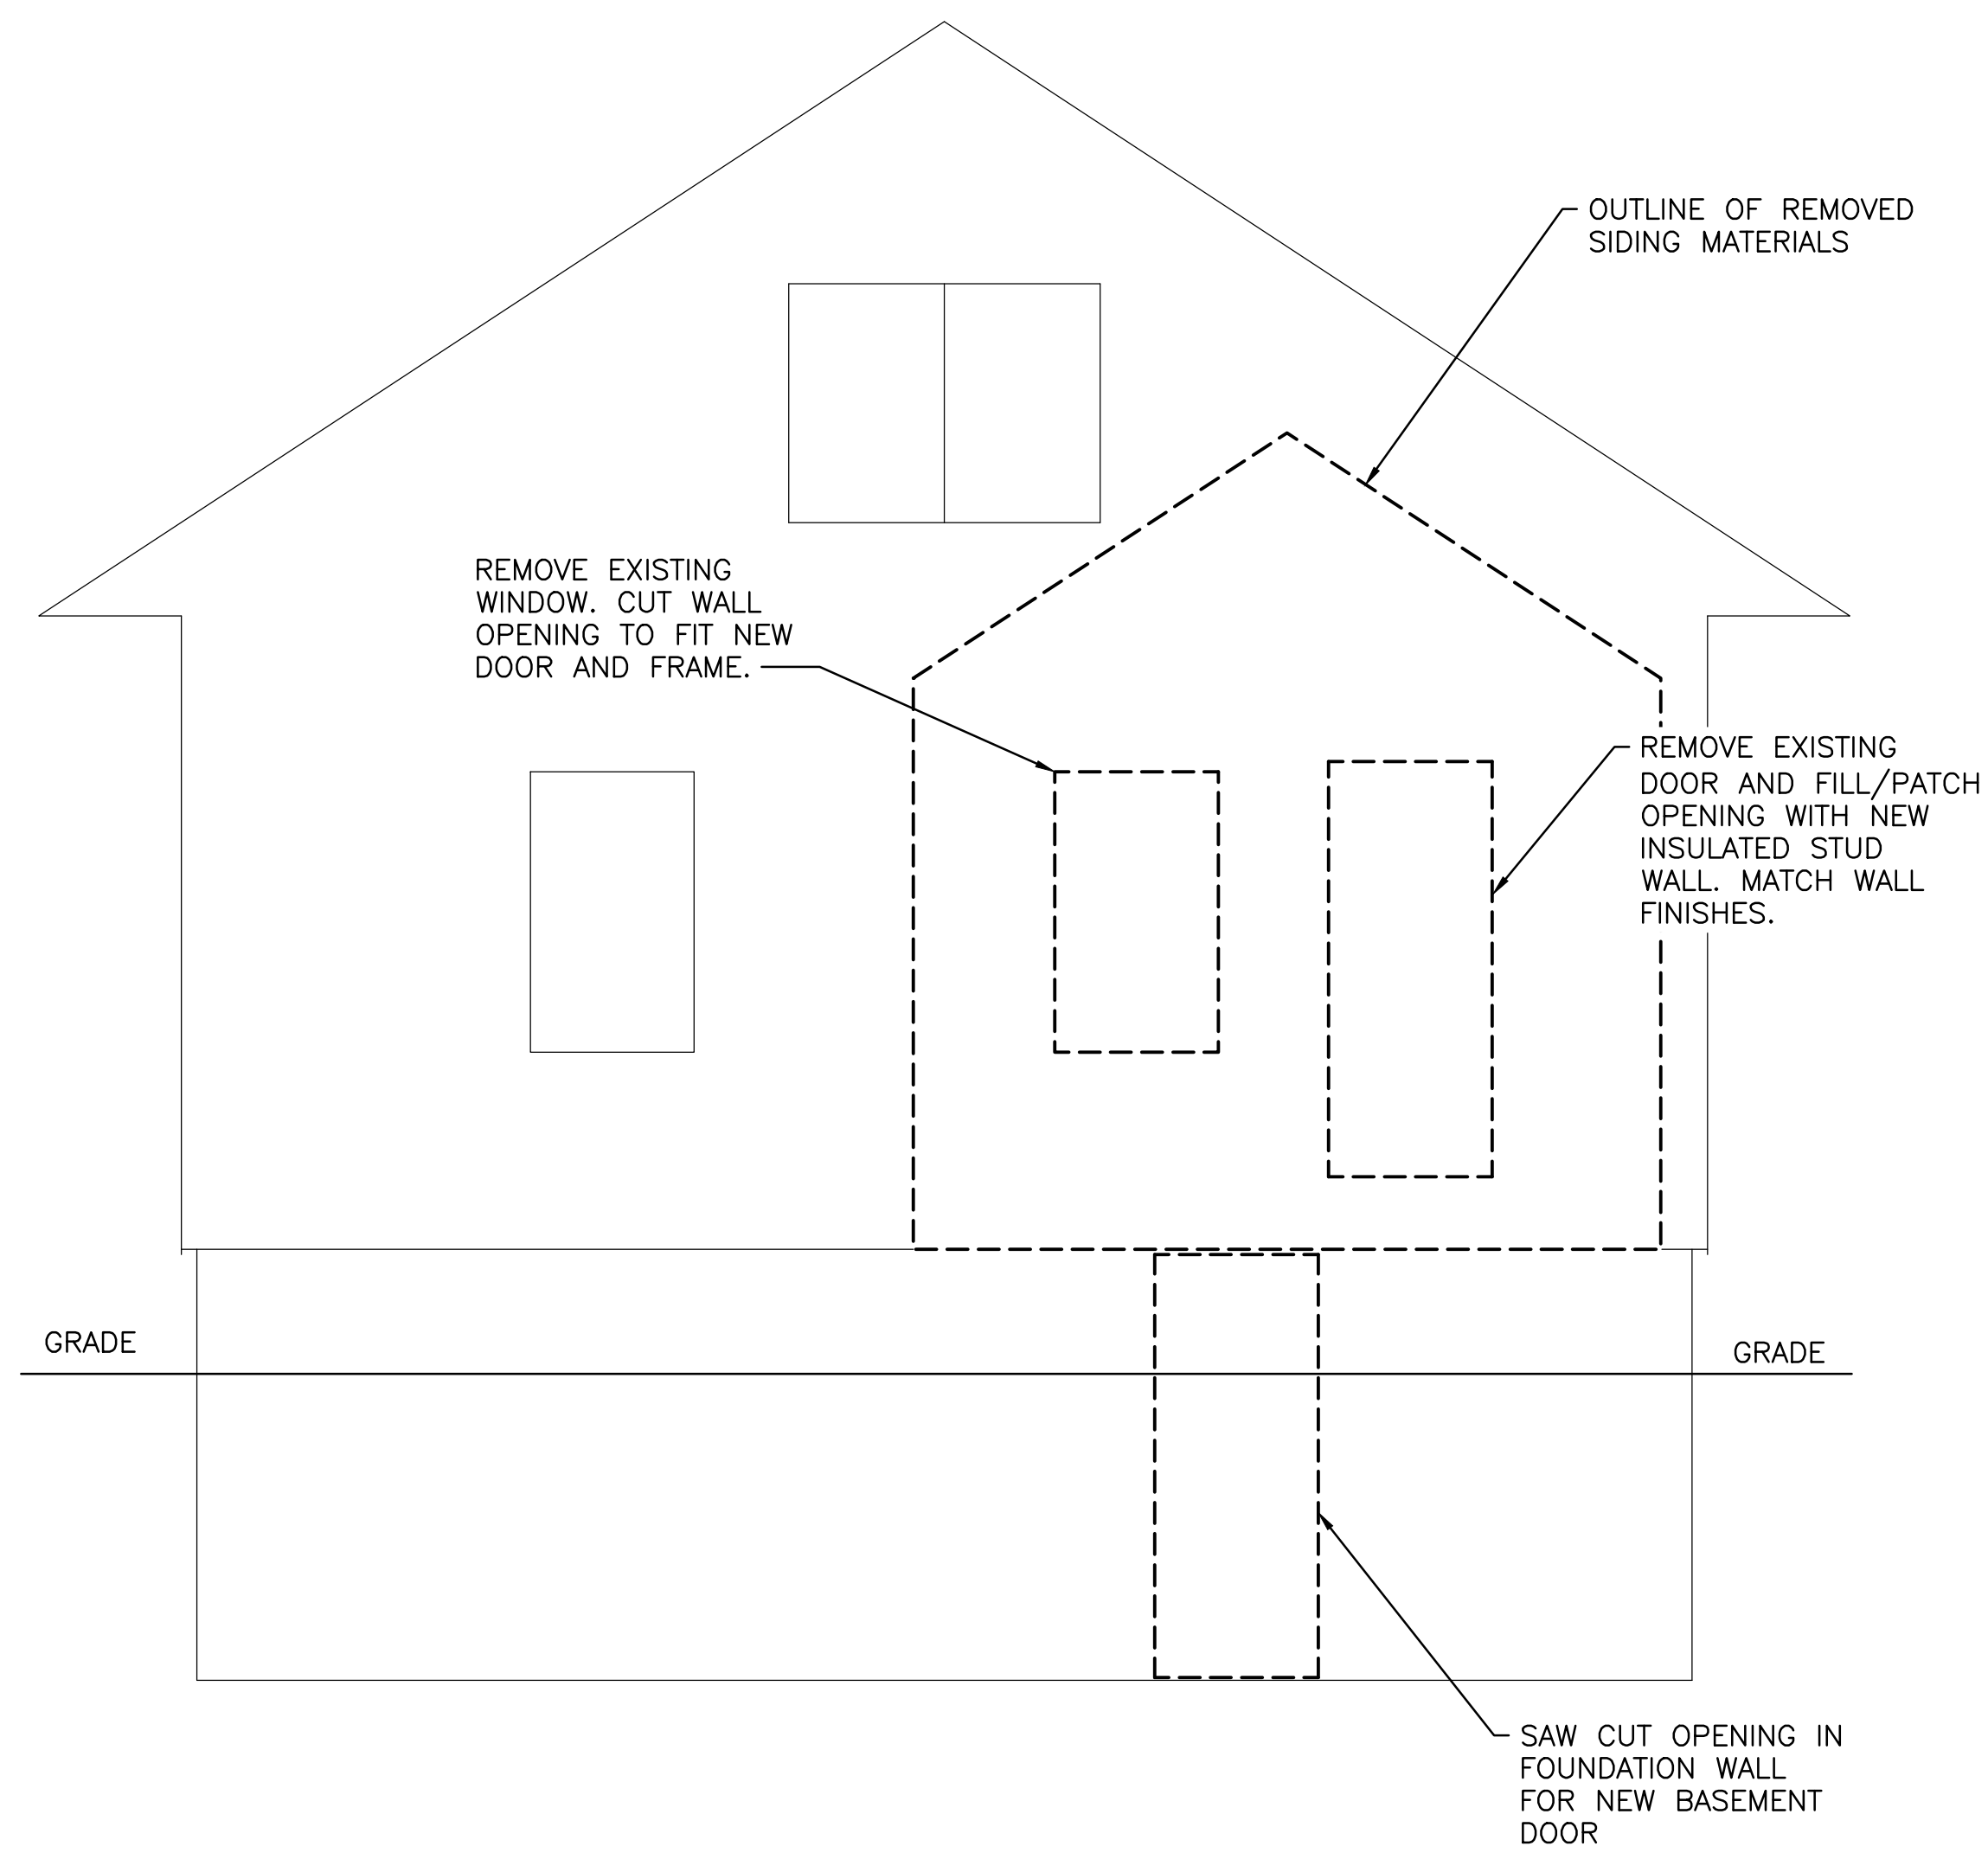 OUTLINE OF REMOVED
SIDING MATERIALS
REMOVE EXISTING
WINDOW. CUT WALL
OPENING TO FIT NEW
DOOR AND FRAME.
REMOVE EXISTING
DOOR AND FILL/PATCH
OPENING WITH NEW
INSULATED STUD
WALL. MATCH WALL
FINISHES.
GRADE
GRADE
SAW CUT OPENING IN
FOUNDATION WALL
FOR NEW BASEMENT
DOOR